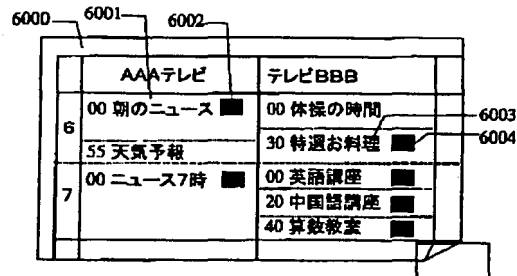 6000
6001
6002
AAAテレビ
テレビBBB
6
00 朝のニュース
55 天気予報
00 体操の時間
30 特選お料理
6003
6004
7
00 ニュース7時
00 英語講座
20 中国語講座
40 算数教室